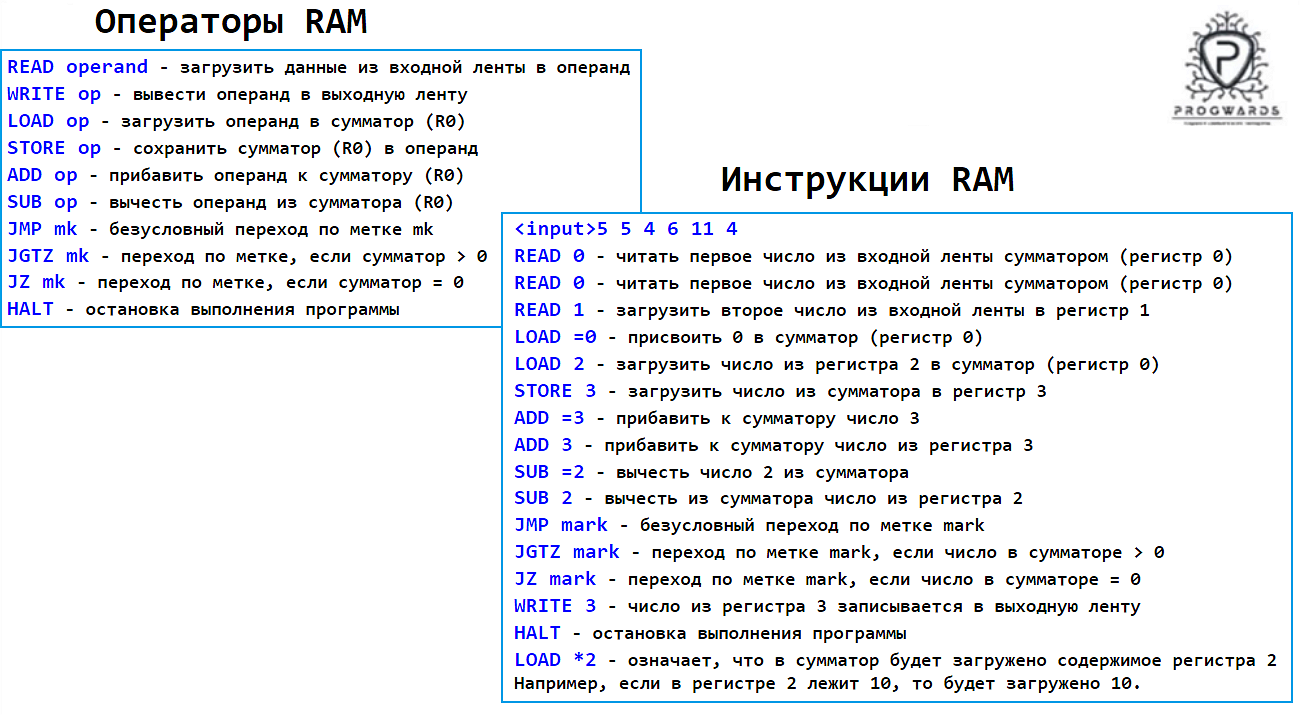 Операторы RAM
READ operand - загрузить данные из входной ленты в операнд
WRITE op - вывести операнд в выходную ленту
LOAD op - загрузить операнд в сумматор (R0)
STORE op - сохранить сумматор (R0) в операнд
ADD op - прибавить операнд к сумматору (R0)
SUB op - вычесть операнд из сумматора (R0)
JMP mk - безусловный переход по метке mk
JGTZ mk - переход по метке, если сумматор > 0
JZ mk - переход по метке, если сумматор = 0
HALT - остановка выполнения программы
PROGWARDS
Инструкции RAM
<input>5 5 4 6 11 4
READ 0 - читать первое число из входной ленты сумматором (регистр 0)
READ 0 - читать первое число из входной ленты сумматором (регистр 0)
READ 1 - загрузить второе число из входной ленты в регистр 1
LOAD =0 - присвоить 0 в сумматор (регистр 0)
LOAD 2 - загрузить число из регистра 2 в сумматор (регистр 0)
STORE 3 - загрузить число из сумматора в регистр 3
ADD =3 - прибавить к сумматору число 3
ADD 3 - прибавить к сумматору число из регистра 3
SUB =2 - вычесть число 2 из сумматора
SUB 2 - вычесть из сумматора число из регистра 2
JMP mark - безусловный переход по метке mark
JGTZ mark - переход по метке mark, если число в сумматоре > 0
JZ mark - переход по метке mark, если число в сумматоре = 0
WRITE 3 - число из регистра 3 записывается в выходную ленту
HALT - остановка выполнения программы
LOAD *2 - означает, что в сумматор будет загружено содержимое регистра 2
Например, если в регистре 2 лежит 10, то будет загружено 10.